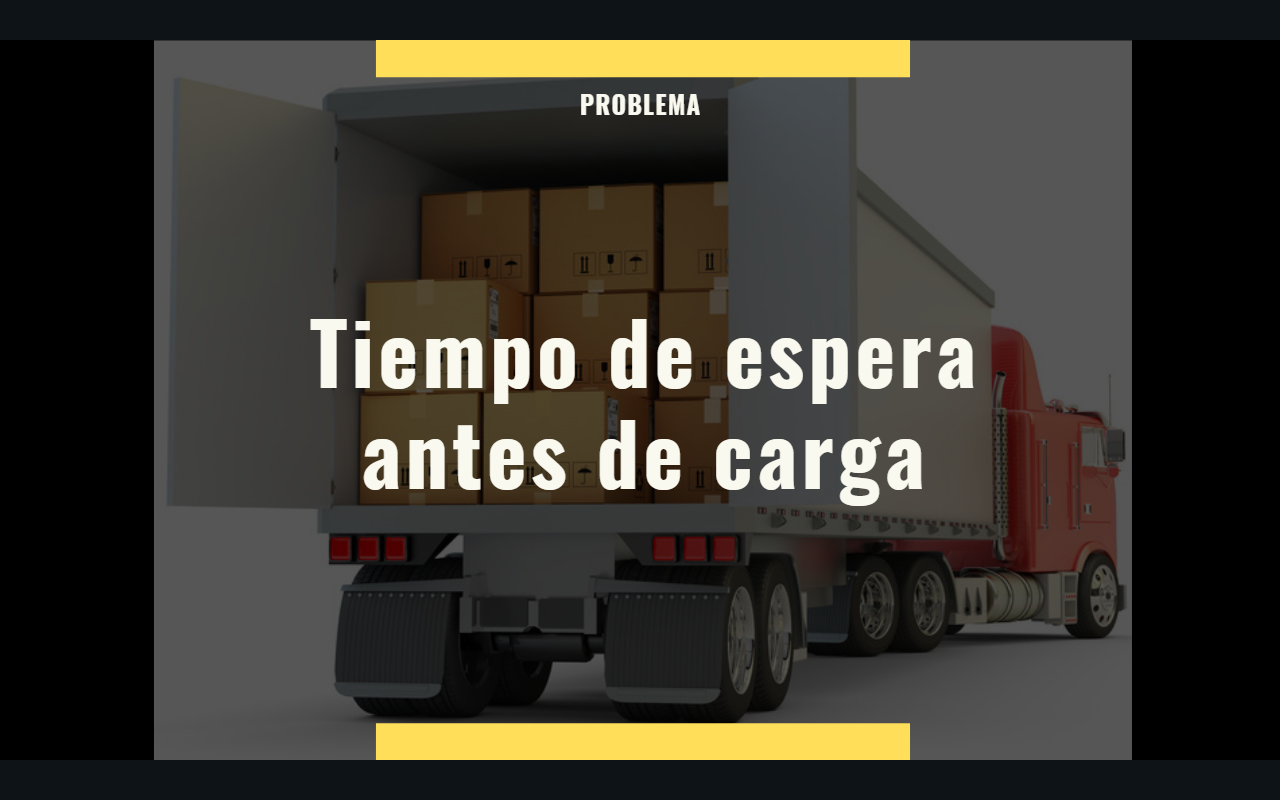 PROBLEMA
Tiempo de espera
antes de carga